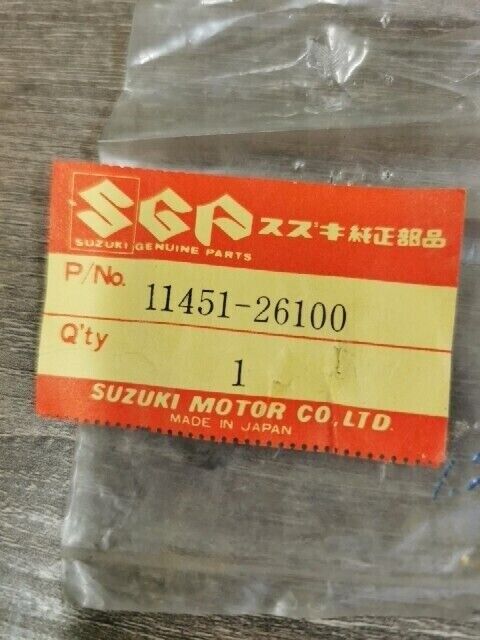 SGP スズキ純正部品
SUZUKI GENUINE PARTS
P/No. 11451-26100
Q'ty 1
SUZUKI MOTOR CO., LTD.
MADE IN JAPAN